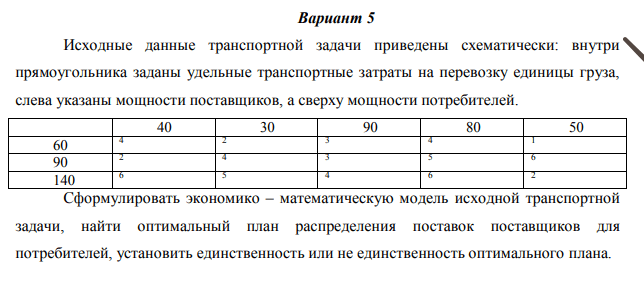 Вариант 5
Исходные данные транспортной задачи приведены схематически: внутри
прямоугольника заданы удельные транспортные затраты на перевозку единицы груза,
слева указаны мощности поставщиков, а сверху мощности потребителей.
40 30 90 80 50
60 4 2 3 4 1
90 2 4 3 5 6
140 6 5 4 6 2
Сформулировать экономико – математическую модель исходной транспортной
задачи, найти оптимальный план распределения поставок поставщиков для
потребителей, установить единственность или не единственность оптимального плана.